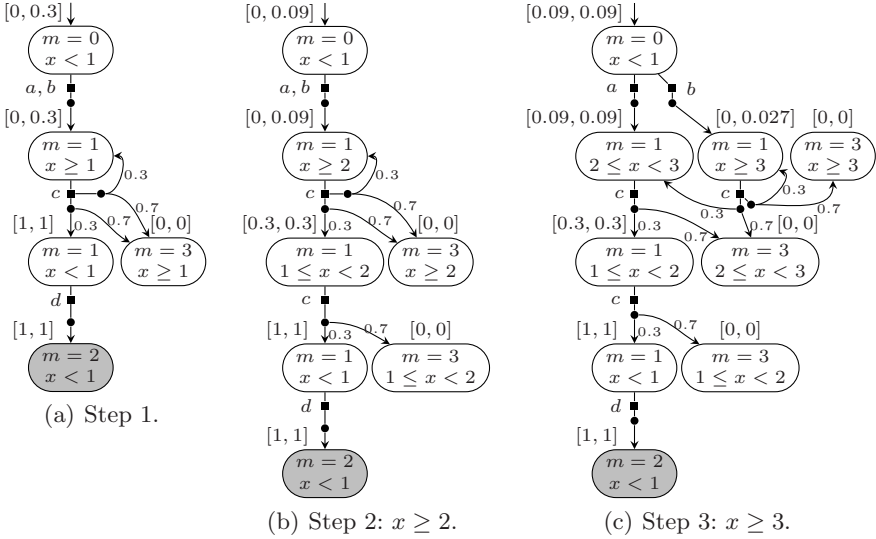 [0, 0.3]
m = 0
x < 1
a, b
[0, 0.3]
m = 1
x ≥ 1
0.3
c
0.7
0.3
0.7
[1, 1]
[0, 0]
m = 1
x < 1
m = 3
x ≥ 1
d
[1, 1]
m = 2
x < 1
(a) Step 1.
[0, 0.09]
m = 0
x < 1
a, b
[0, 0.09]
m = 1
x ≥ 2
0.3
c
0.7
0.3
0.7
[0.3, 0.3]
[0, 0]
m = 1
1 ≤ x < 2
m = 3
x ≥ 2
c
0.3
0.7
[1, 1]
[0, 0]
m = 1
x < 1
m = 3
1 ≤ x < 2
d
[1, 1]
m = 2
x < 1
(b) Step 2: x ≥ 2.
[0.09, 0.09]
m = 0
x < 1
a
b
[0.09, 0.09]
[0, 0.027]
[0, 0]
m = 1
2 ≤ x < 3
m = 1
x ≥ 3
m = 3
x ≥ 3
c
c
0.3
0.7
0.3
0.7
0.3
0.7
[0.3, 0.3]
[0, 0]
m = 1
1 ≤ x < 2
m = 3
2 ≤ x < 3
c
0.3
0.7
[1, 1]
[0, 0]
m = 1
x < 1
m = 3
1 ≤ x < 2
d
[1, 1]
m = 2
x < 1
(c) Step 3: x ≥ 3.